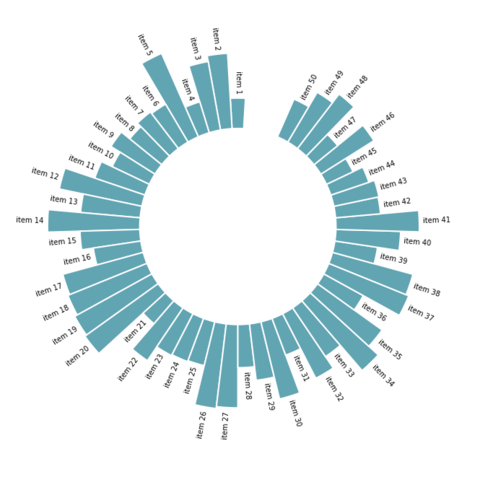 item 1
item 2
item 3
item 4
item 5
item 6
item 7
item 8
item 9
item 10
item 11
item 12
item 13
item 14
item 15
item 16
item 17
item 18
item 19
item 20
item 21
item 22
item 23
item 24
item 25
item 26
item 27
item 28
item 29
item 30
item 31
item 32
item 33
item 34
item 35
item 36
item 37
item 38
item 39
item 40
item 41
item 42
item 43
item 44
item 45
item 46
item 47
item 48
item 49
item 50